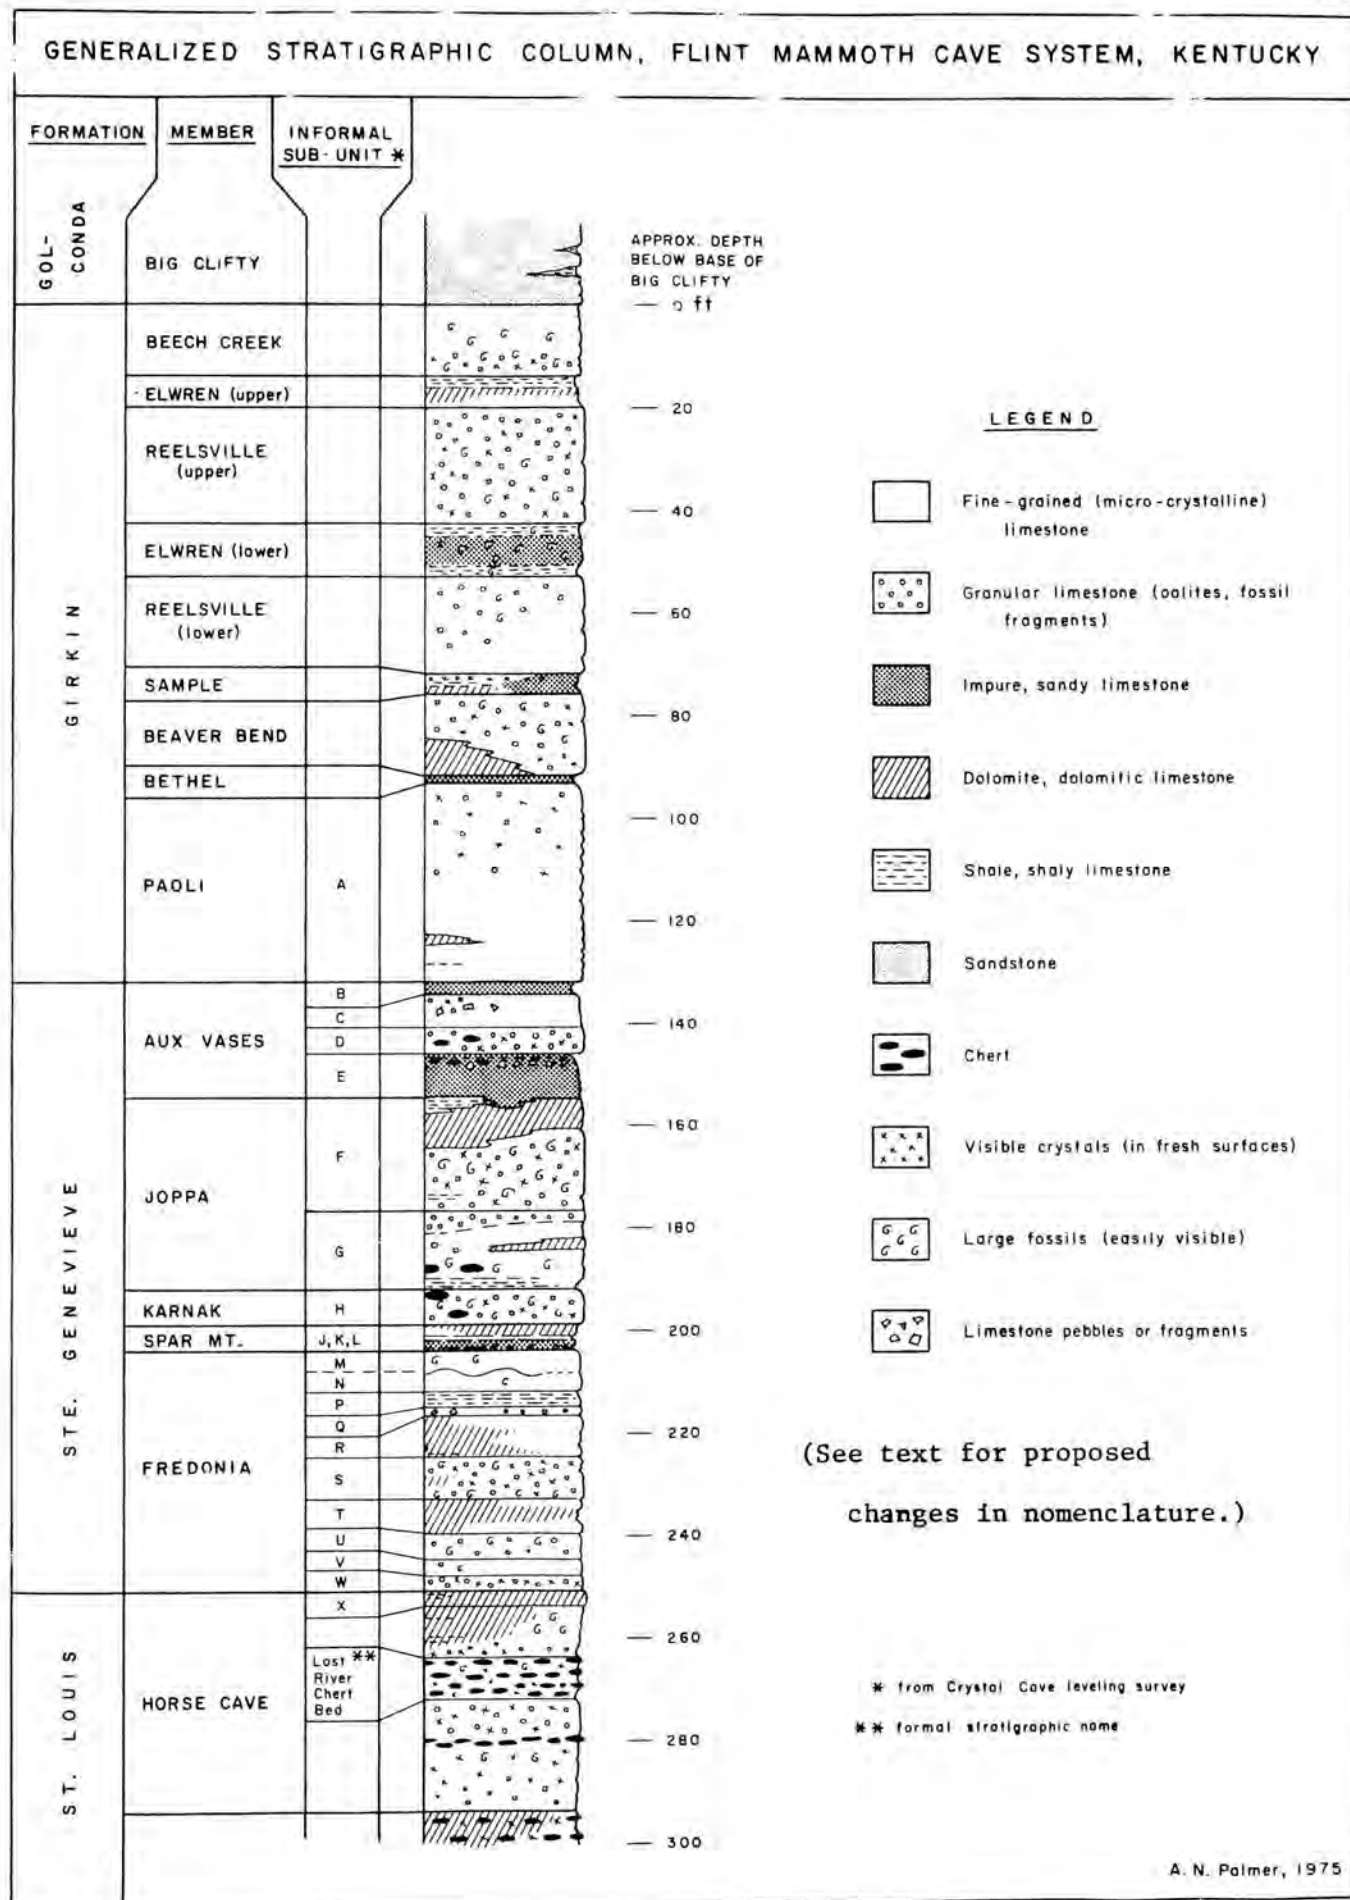 GENERALIZED STRATIGRAPHIC COLUMN, FLINT MAMMOTH CAVE SYSTEM, KENTUCKY
FORMATION
MEMBER
INFORMAL
SUB-UNIT *
GOL-
CONDA
BIG CLIFTY
APPROX. DEPTH
BELOW BASE OF
BIG CLIFTY
0 ft
GIRKIN
BEECH CREEK
ELWREN (upper)
20
REELSVILLE
(upper)
40
ELWREN (lower)
REELSVILLE
(lower)
60
SAMPLE
80
BEAVER BEND
BETHEL
100
PAOLI
A
120
STE. GENEVIEVE
AUX VASES
B
C
D
E
140
JOPPA
F
G
160
180
KARNAK
H
SPAR MT.
J,K,L
200
FREDONIA
M
N
P
Q
R
S
T
U
V
W
220
240
ST. LOUIS
X
260
HORSE CAVE
Lost **
River
Chert
Bed
280
300
LEGEND
Fine-grained (micro-crystalline)
limestone
Granular limestone (oolites, fossil
fragments)
Impure, sandy limestone
Dolomite, dolomitic limestone
Shale, shaly limestone
Sandstone
Chert
Visible crystals (in fresh surfaces)
Large fossils (easily visible)
Limestone pebbles or fragments
(See text for proposed
changes in nomenclature.)
* from Crystal Cave leveling survey
** formal stratigraphic name
A. N. Palmer, 1975